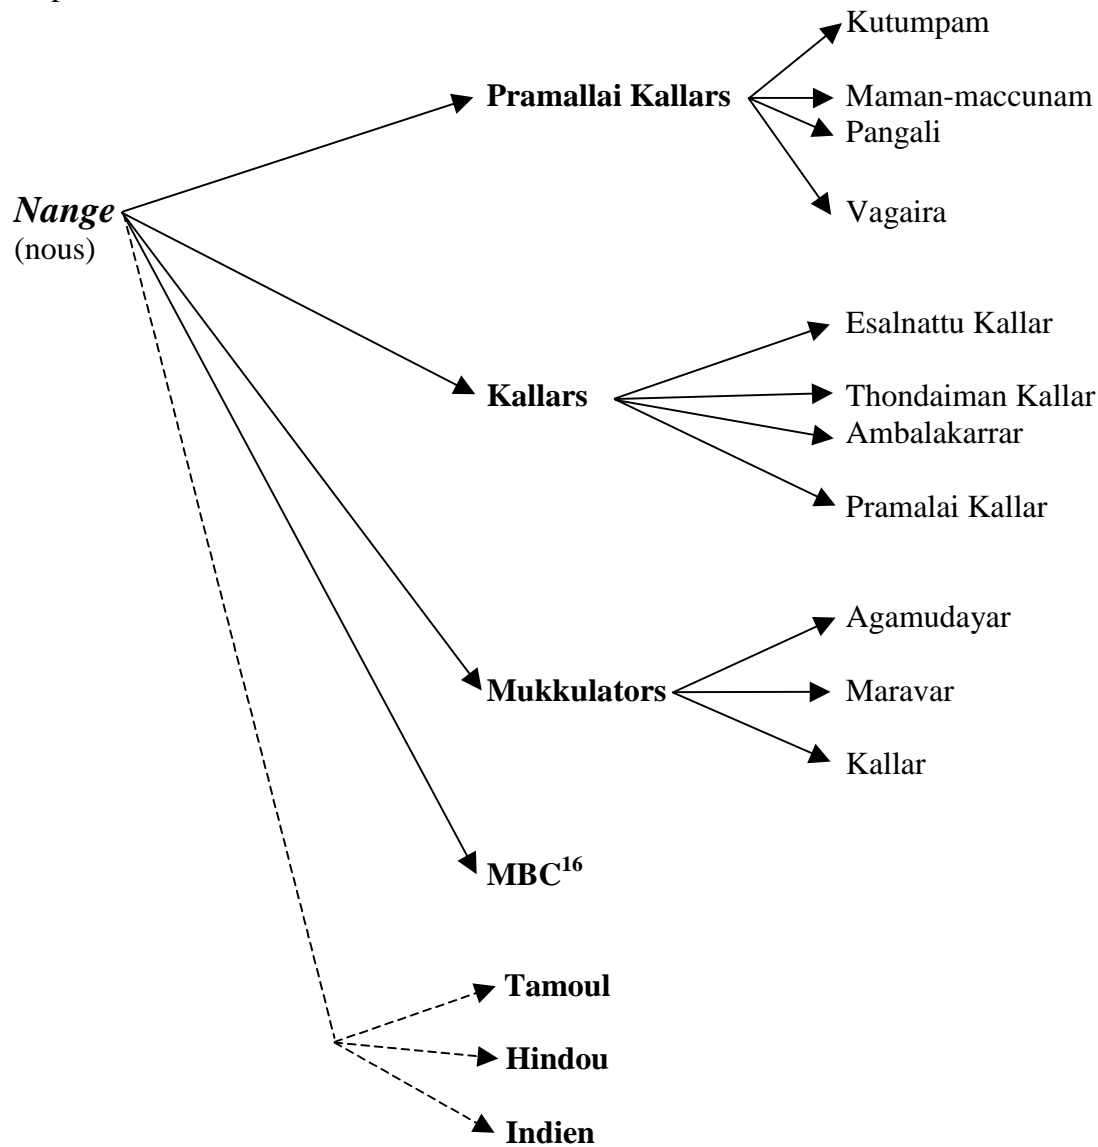 Kutumpam
Pramallai Kallars
Maman-maccunam
Pangali
Vagaira
Nange
(nous)
Esalnattu Kallar
Kallars
Thondaiman Kallar
Ambalakarrar
Pramalai Kallar
Agamudayar
Mukkulators
Maravar
Kallar
MBC16
Tamoul
Hindou
Indien